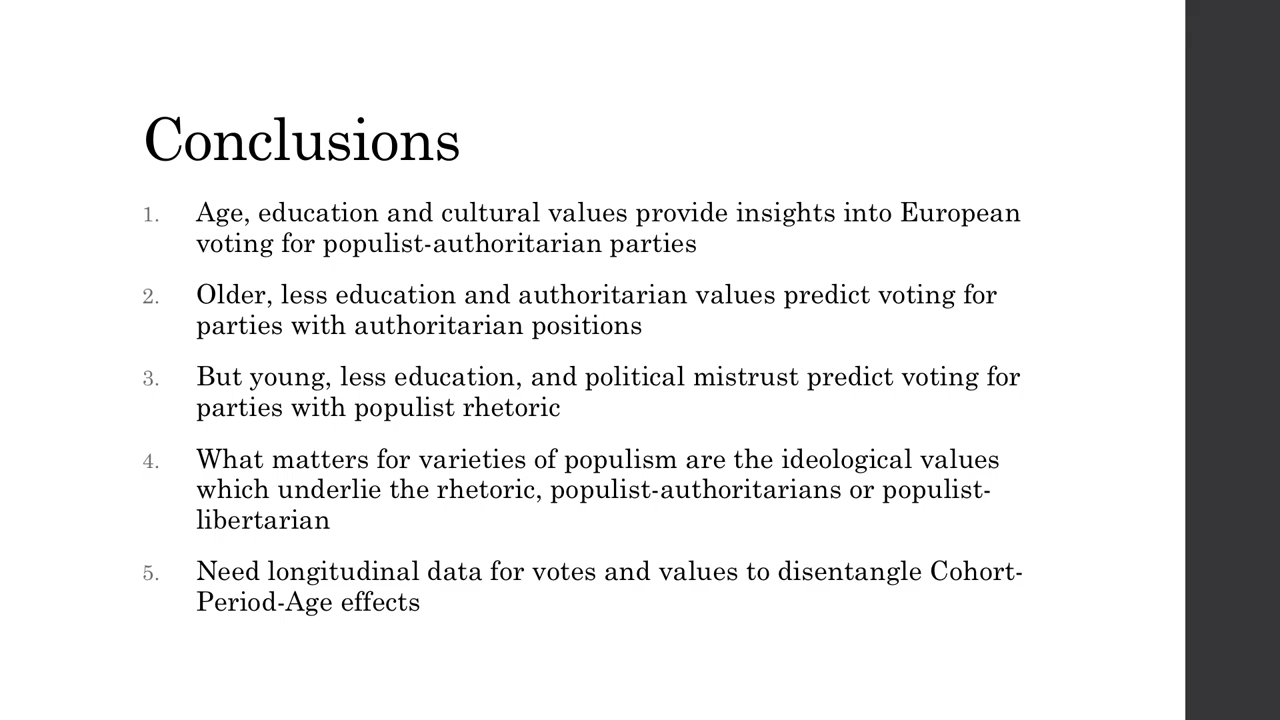 Conclusions
1. Age, education and cultural values provide insights into European
voting for populist-authoritarian parties
2. Older, less education and authoritarian values predict voting for
parties with authoritarian positions
3. But young, less education, and political mistrust predict voting for
parties with populist rhetoric
4. What matters for varieties of populism are the ideological values
which underlie the rhetoric, populist-authoritarians or populist-
libertarian
5. Need longitudinal data for votes and values to disentangle Cohort-
Period-Age effects